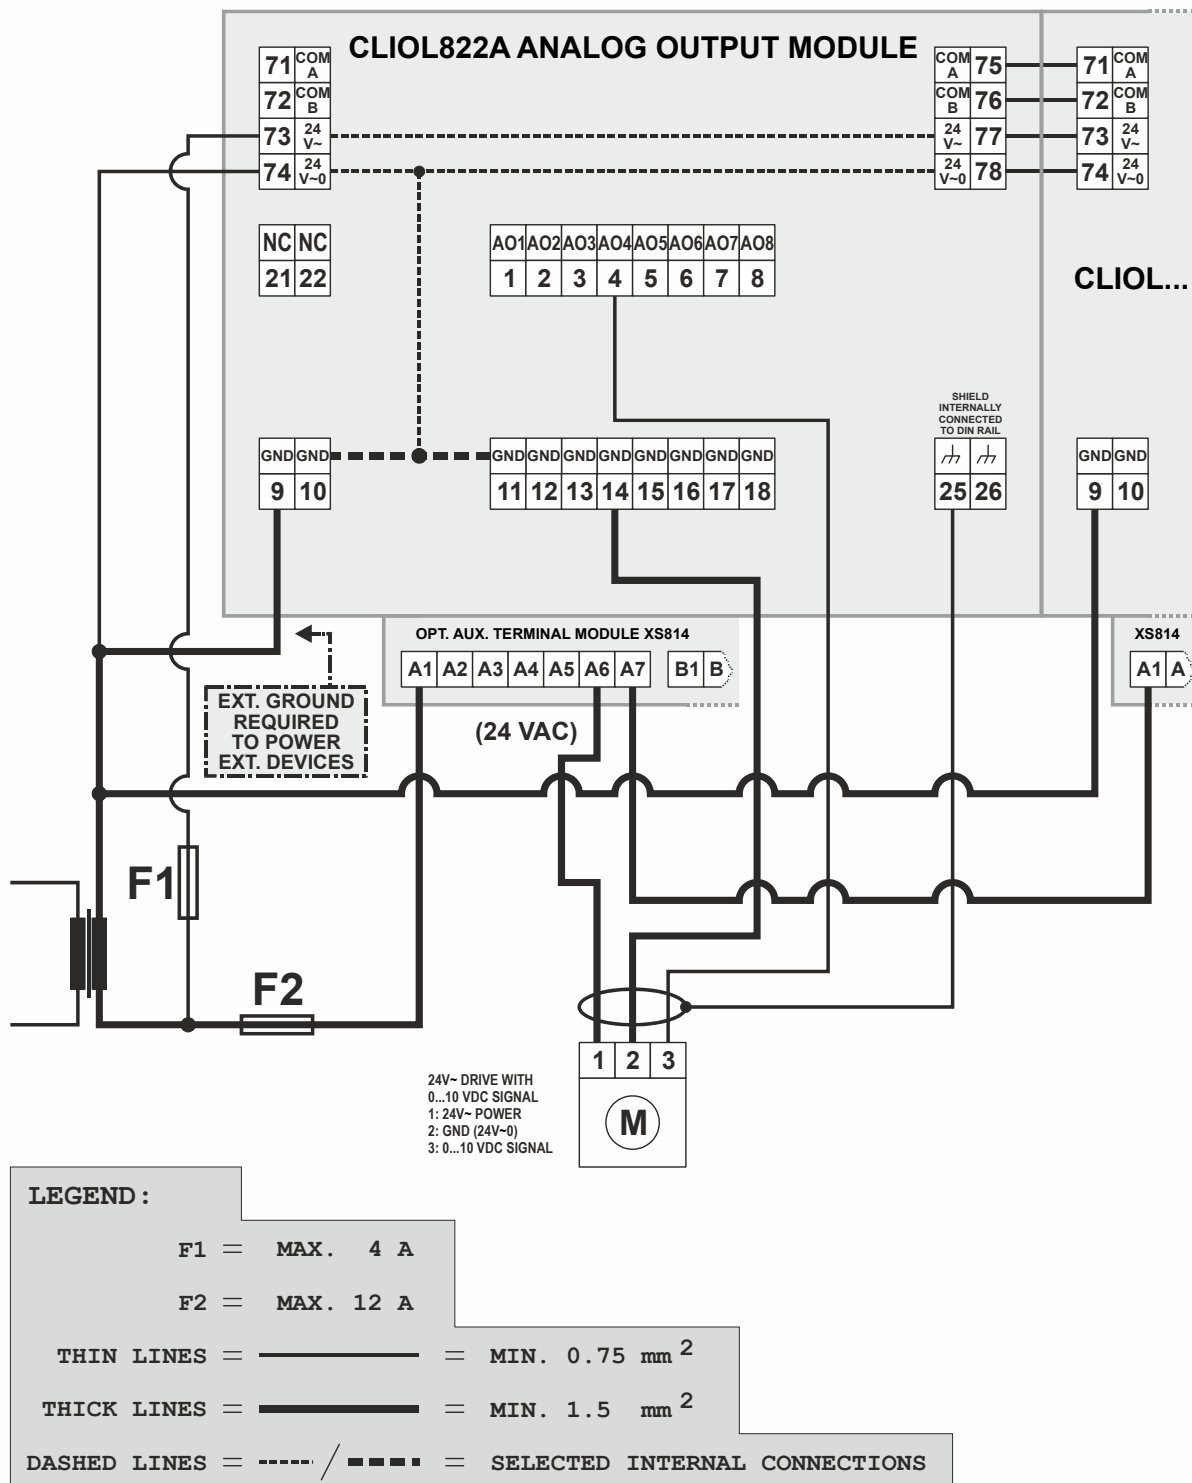 CLIOL822A ANALOG OUTPUT MODULE
71 COM A
72 COM B
73 24 V~
74 24 V~0
COM A 75
COM B 76
24 V~ 77
24 V~0 78
71 COM A
72 COM B
73 24 V~
74 24 V~0
NC NC
21 22
AO1 AO2 AO3 AO4 AO5 AO6 AO7 AO8
1 2 3 4 5 6 7 8
CLIOL...
SHIELD
INTERNALLY
CONNECTED
TO DIN RAIL
GND GND
9 10
GND GND GND GND GND GND GND GND
11 12 13 14 15 16 17 18
25 26
GND GND
9 10
OPT. AUX. TERMINAL MODULE XS814
A1 A2 A3 A4 A5 A6 A7 B1 B
XS814
A1 A
EXT. GROUND
REQUIRED
TO POWER
EXT. DEVICES
(24 VAC)
F1
F2
1 2 3
M
24V~ DRIVE WITH
0...10 VDC SIGNAL
1: 24V~ POWER
2: GND (24V~0)
3: 0...10 VDC SIGNAL
LEGEND:
F1 = MAX. 4 A
F2 = MAX. 12 A
THIN LINES = = MIN. 0.75 mm²
THICK LINES = = MIN. 1.5 mm²
DASHED LINES = / = SELECTED INTERNAL CONNECTIONS